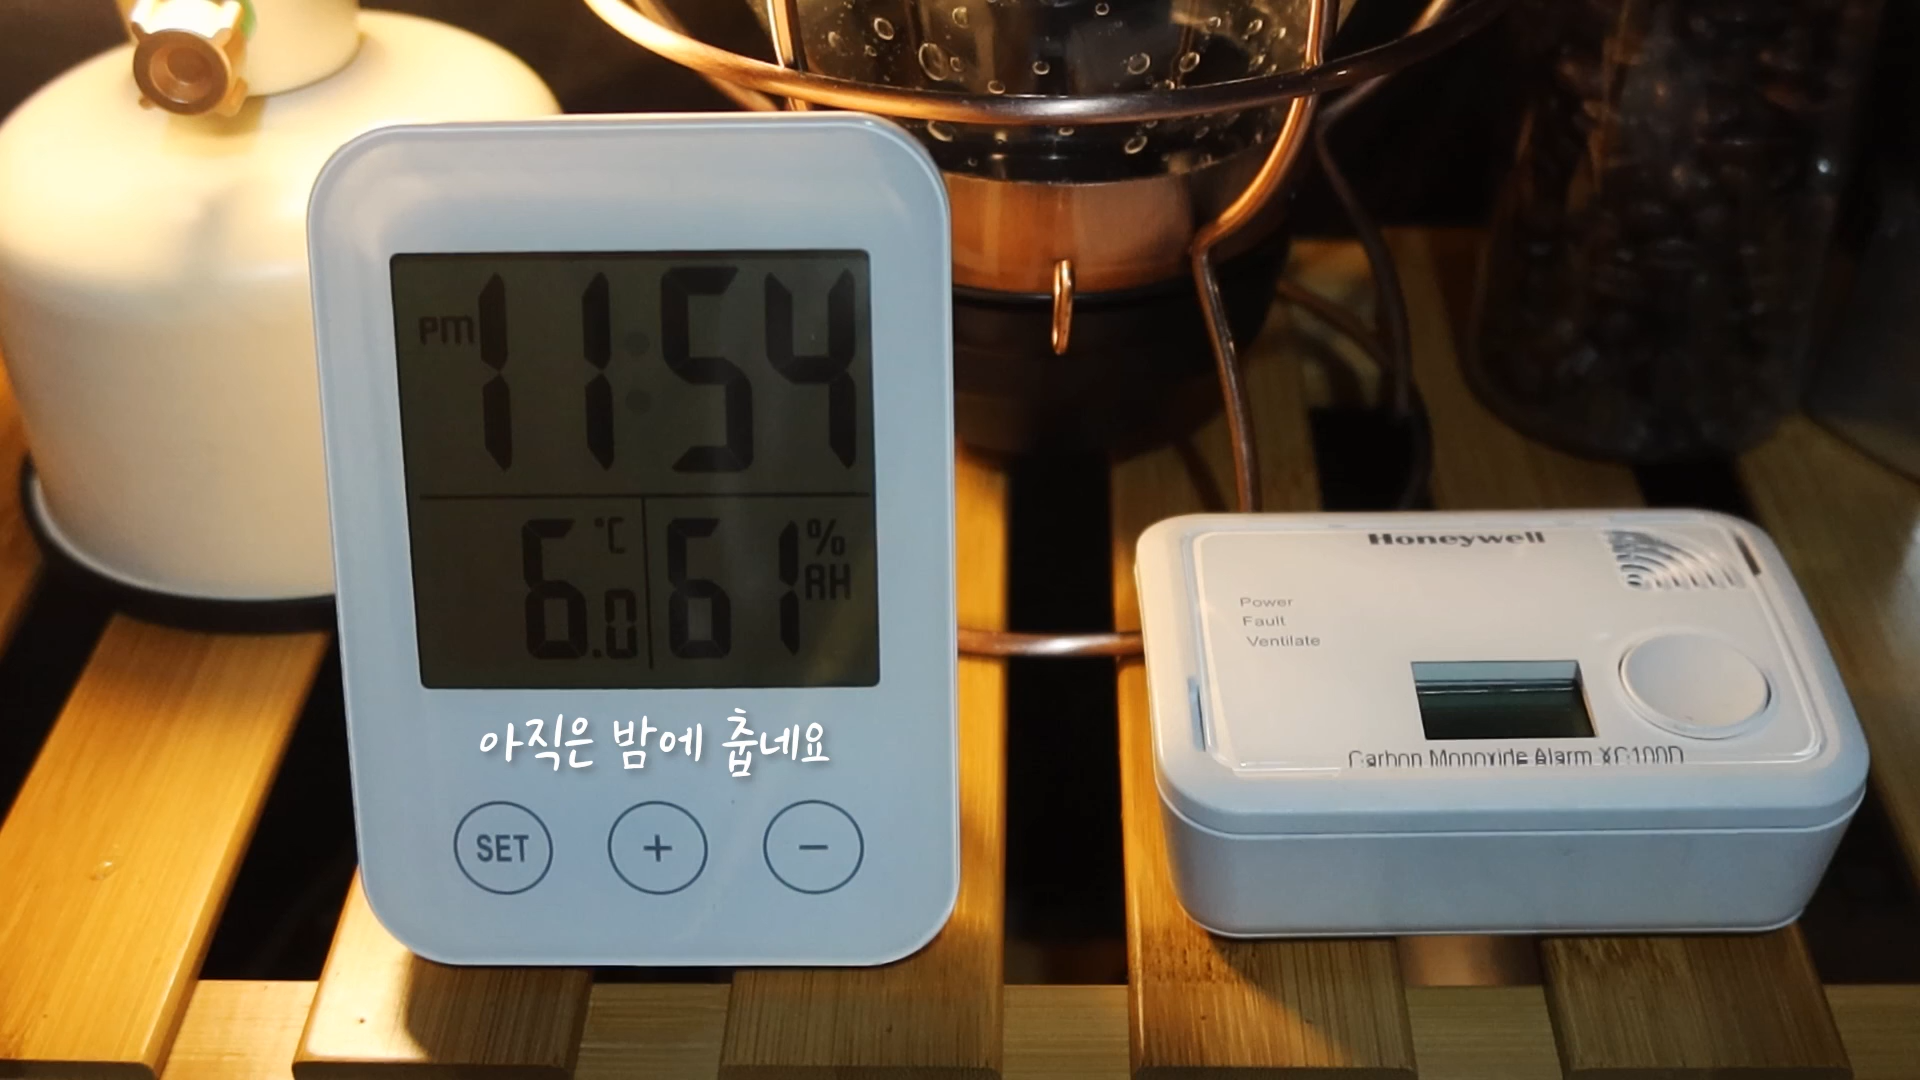 PM 11:54
6.0 °C 61 % RH
아직은 밤에 춥네요
SET + −
Honeywell
Power
Fault
Ventilate
Carbon Monoxide Alarm XC100D